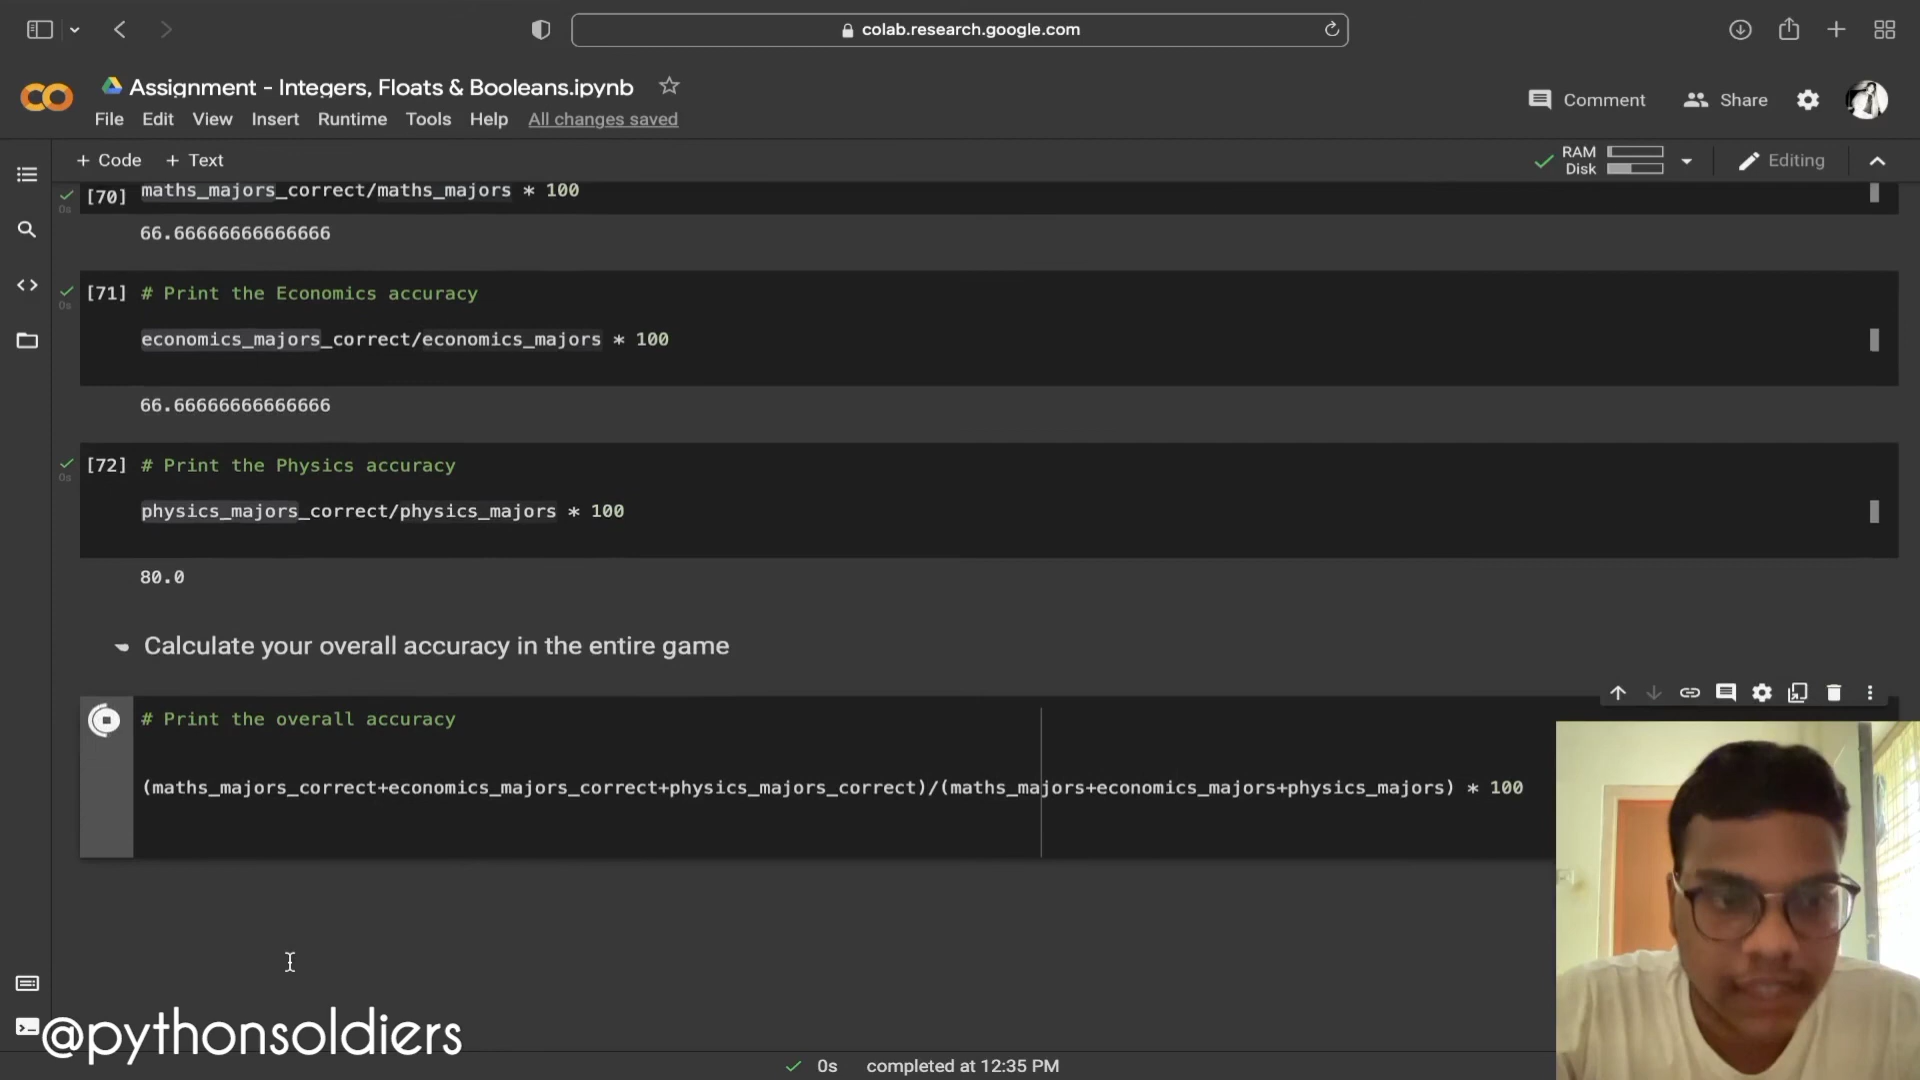 colab.research.google.com
Assignment - Integers, Floats & Booleans.ipynb
Comment
Share
File Edit View Insert Runtime Tools Help All changes saved
+ Code + Text
RAM
Disk
Editing
[70] maths_majors_correct/maths_majors * 100
0s
66.66666666666666
[71] # Print the Economics accuracy
0s
economics_majors_correct/economics_majors * 100
66.66666666666666
[72] # Print the Physics accuracy
0s
physics_majors_correct/physics_majors * 100
80.0
Calculate your overall accuracy in the entire game
# Print the overall accuracy
(maths_majors_correct+economics_majors_correct+physics_majors_correct)/(maths_majors+economics_majors+physics_majors) * 100
@pythonsoldiers
0s completed at 12:35 PM